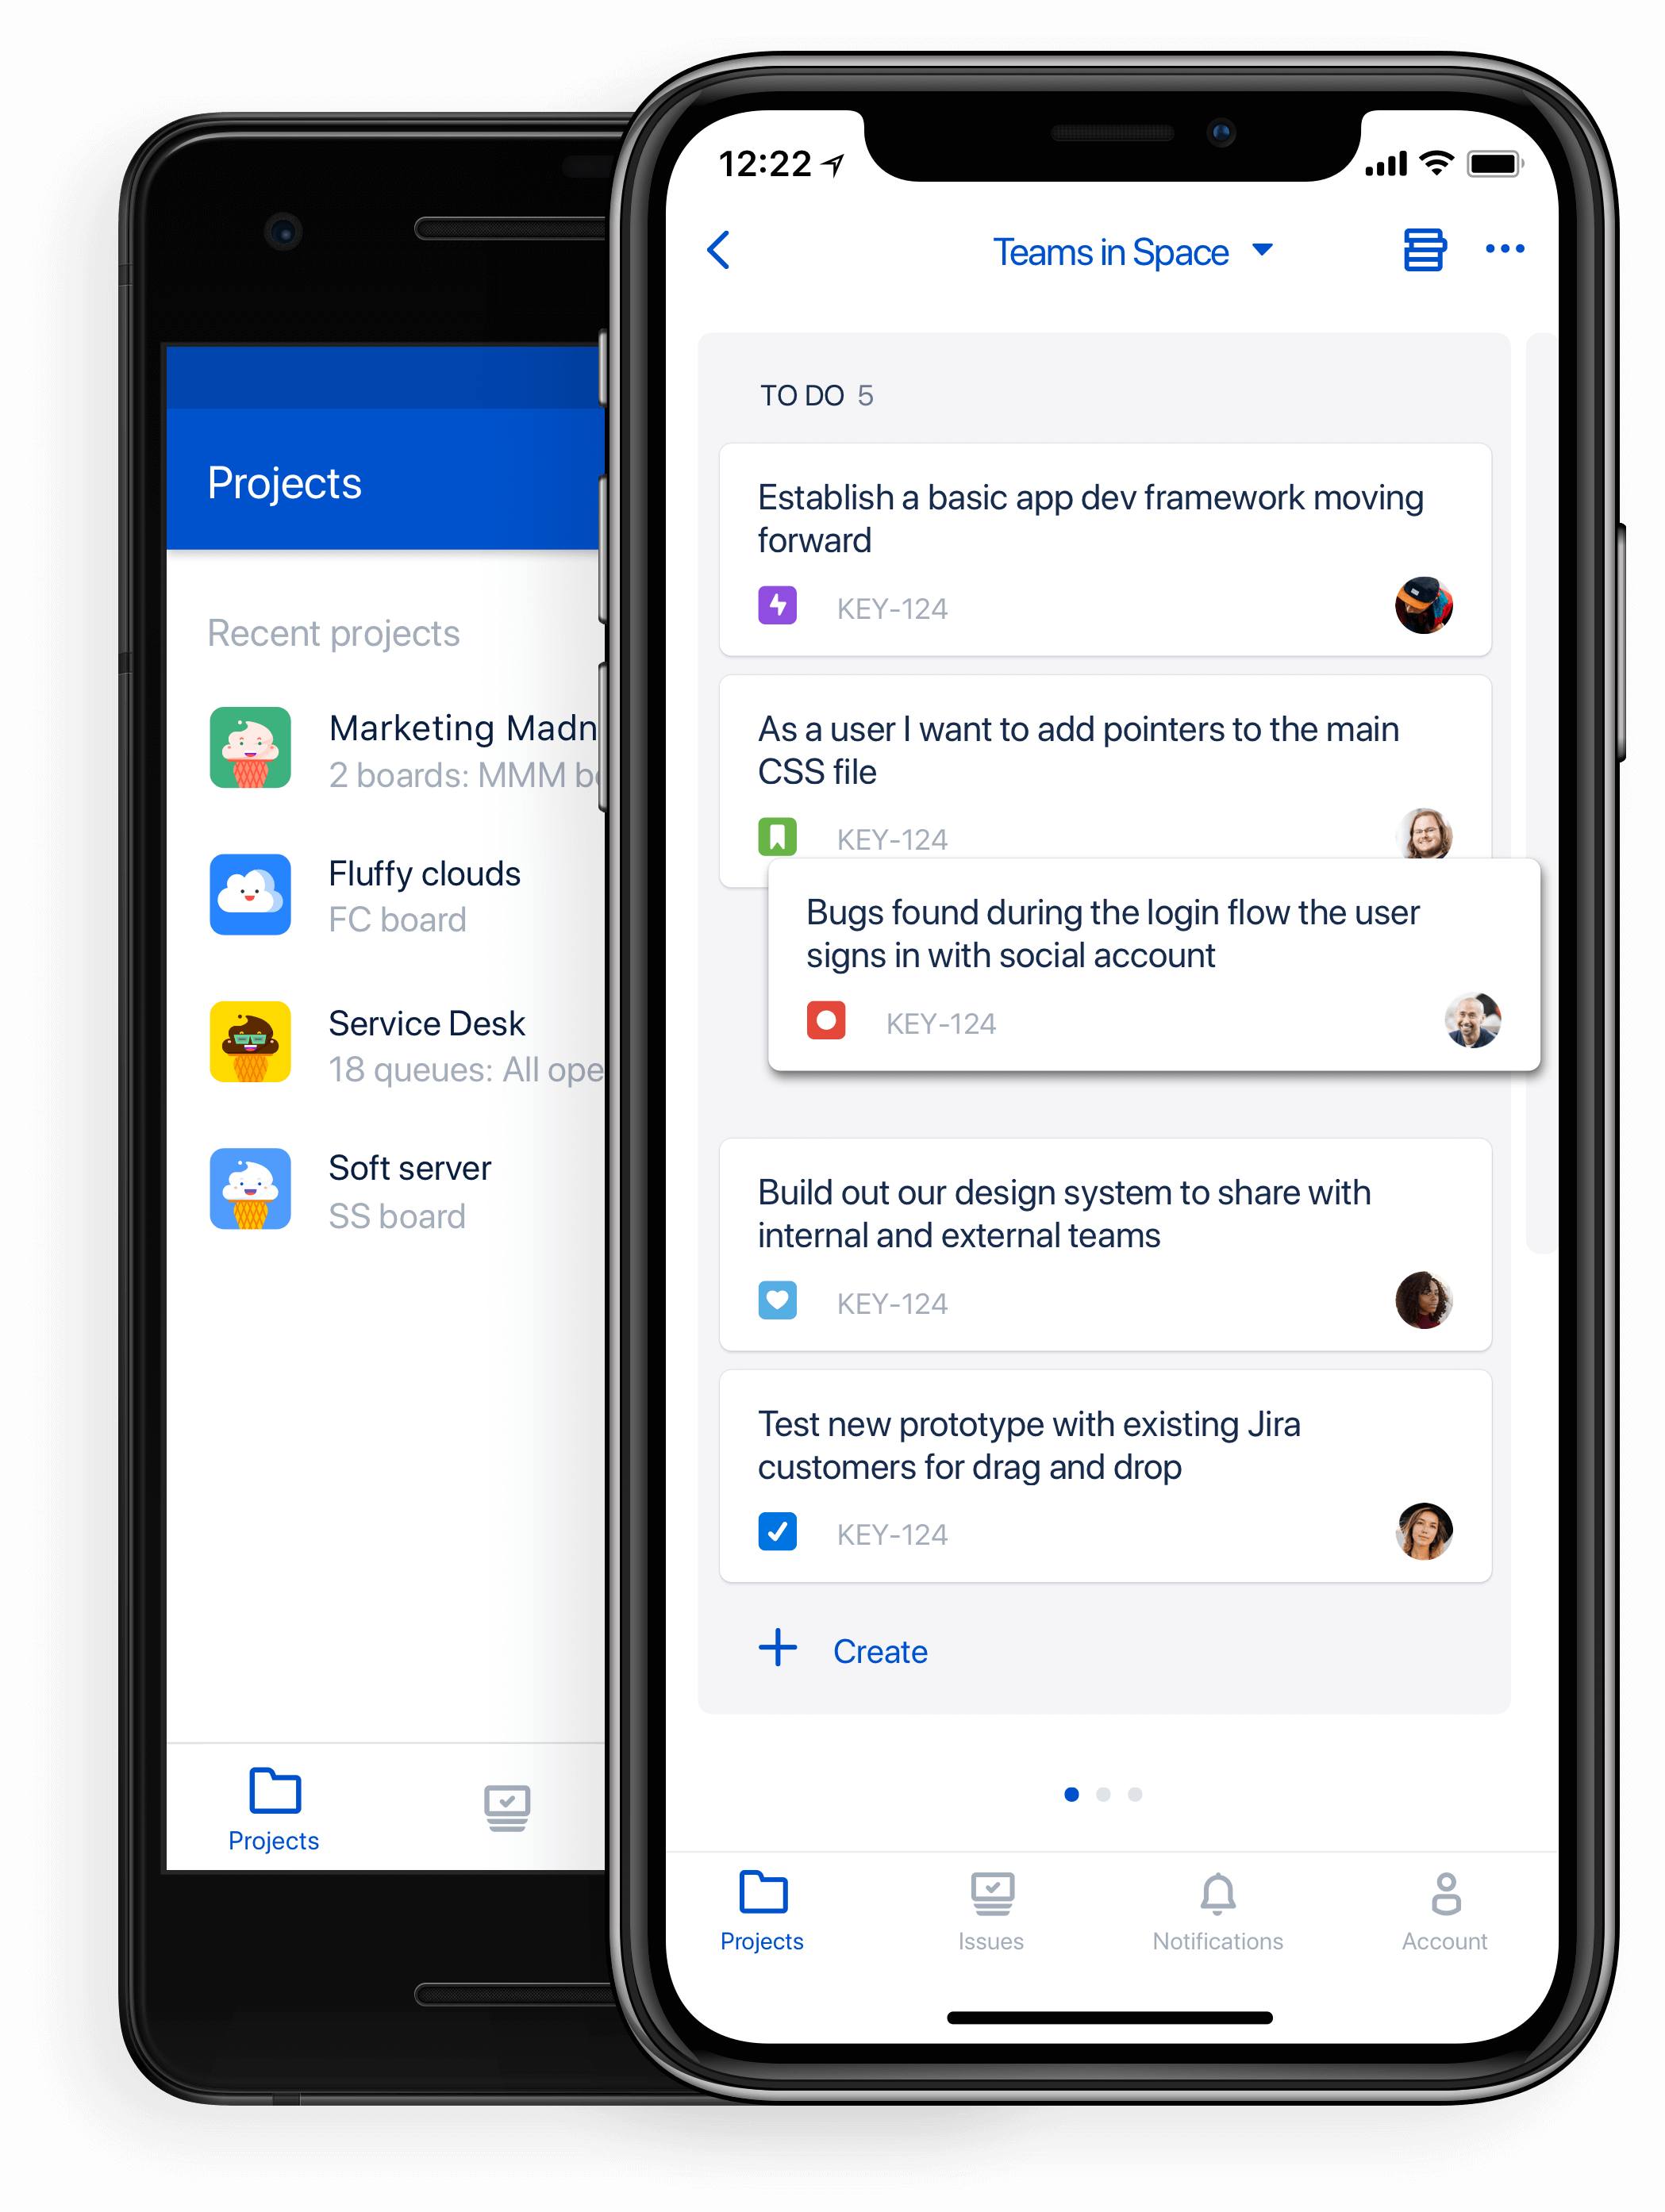 Projects
Recent projects
Marketing Madn
2 boards: MMM
Fluffy clouds
FC board
Service Desk
18 queues: All ope
Soft server
SS board
Projects
12:22
Teams in Space
TO DO 5
Establish a basic app dev framework moving
forward
KEY-124
As a user I want to add pointers to the main
CSS file
KEY-124
Bugs found during the login flow the user
signs in with social account
KEY-124
Build out our design system to share with
internal and external teams
KEY-124
Test new prototype with existing Jira
customers for drag and drop
KEY-124
Create
Projects
Issues
Notifications
Account